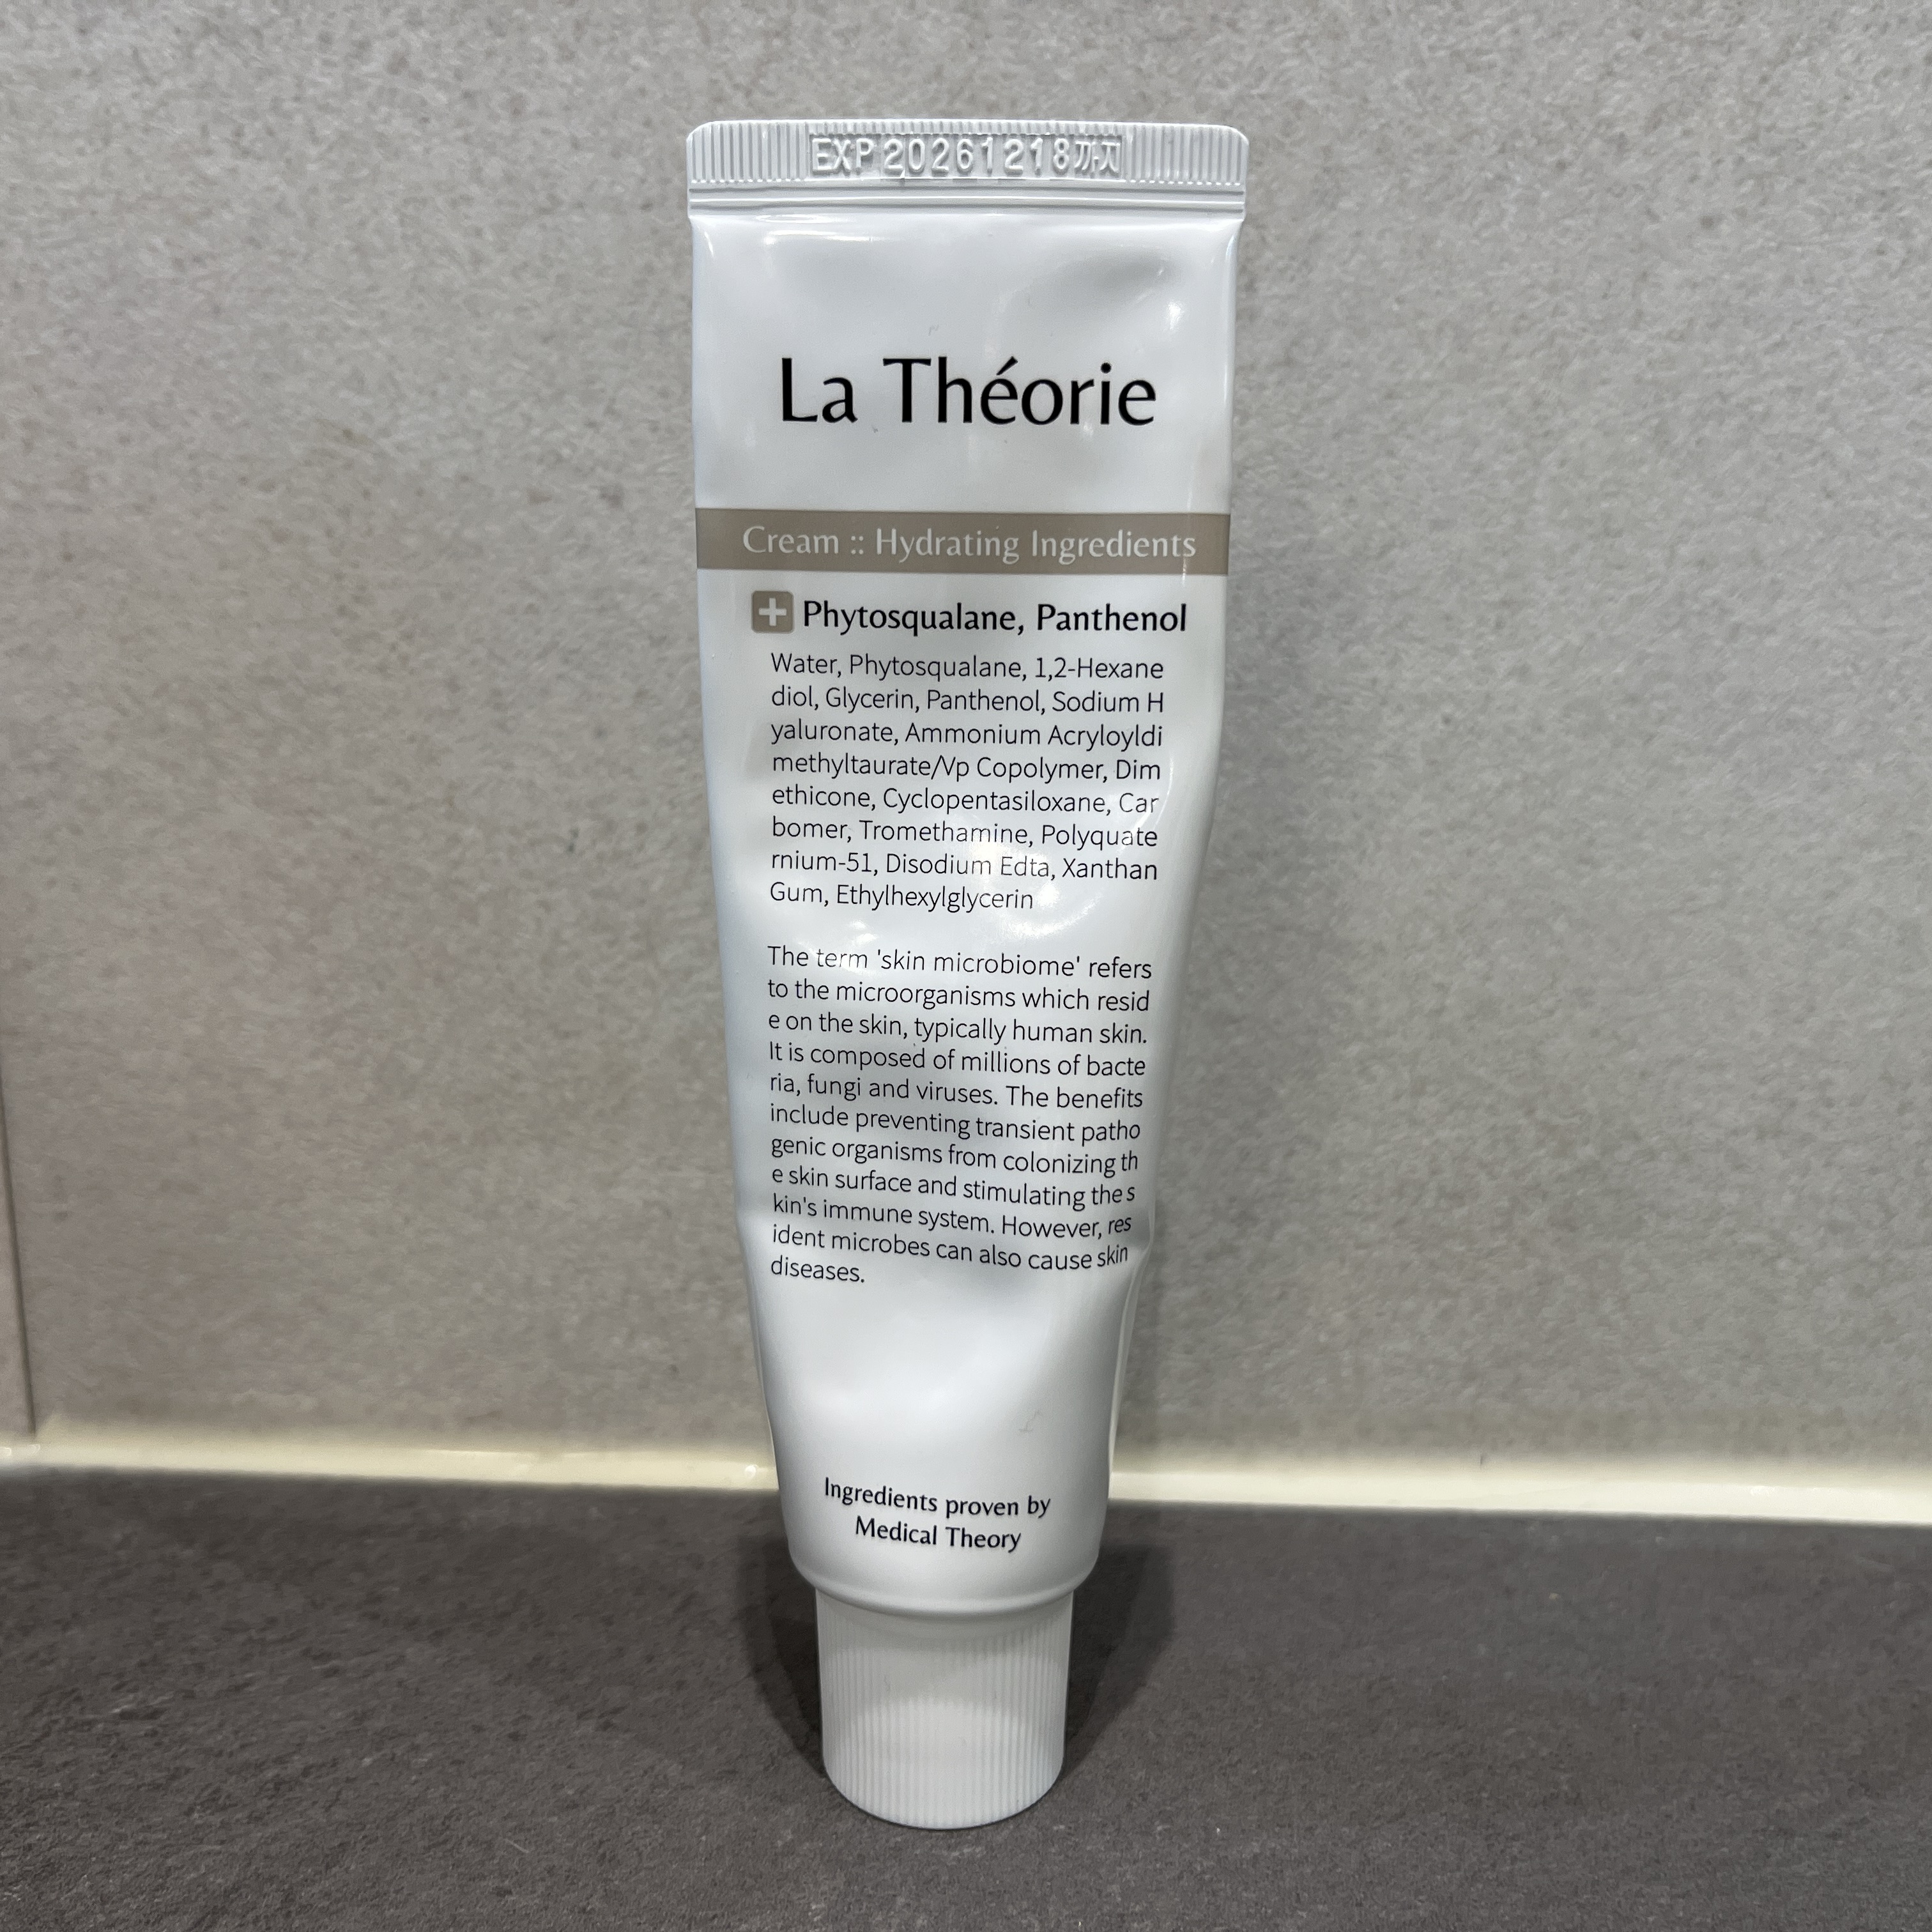 EXP 20261218까지
La Théorie
Cream :: Hydrating Ingredients
Phytosqualane, Panthenol
Water, Phytosqualane, 1,2-Hexane
diol, Glycerin, Panthenol, Sodium H
yaluronate, Ammonium Acryloyldi
methyltaurate/Vp Copolymer, Dim
ethicone, Cyclopentasiloxane, Car
bomer, Tromethamine, Polyquate
rnium-51, Disodium Edta, Xanthan
Gum, Ethylhexylglycerin
The term 'skin microbiome' refers
to the microorganisms which resid
e on the skin, typically human skin.
It is composed of millions of bacte
ria, fungi and viruses. The benefits
include preventing transient patho
genic organisms from colonizing th
e skin surface and stimulating the s
kin's immune system. However, res
ident microbes can also cause skin
diseases.
Ingredients proven by
Medical Theory